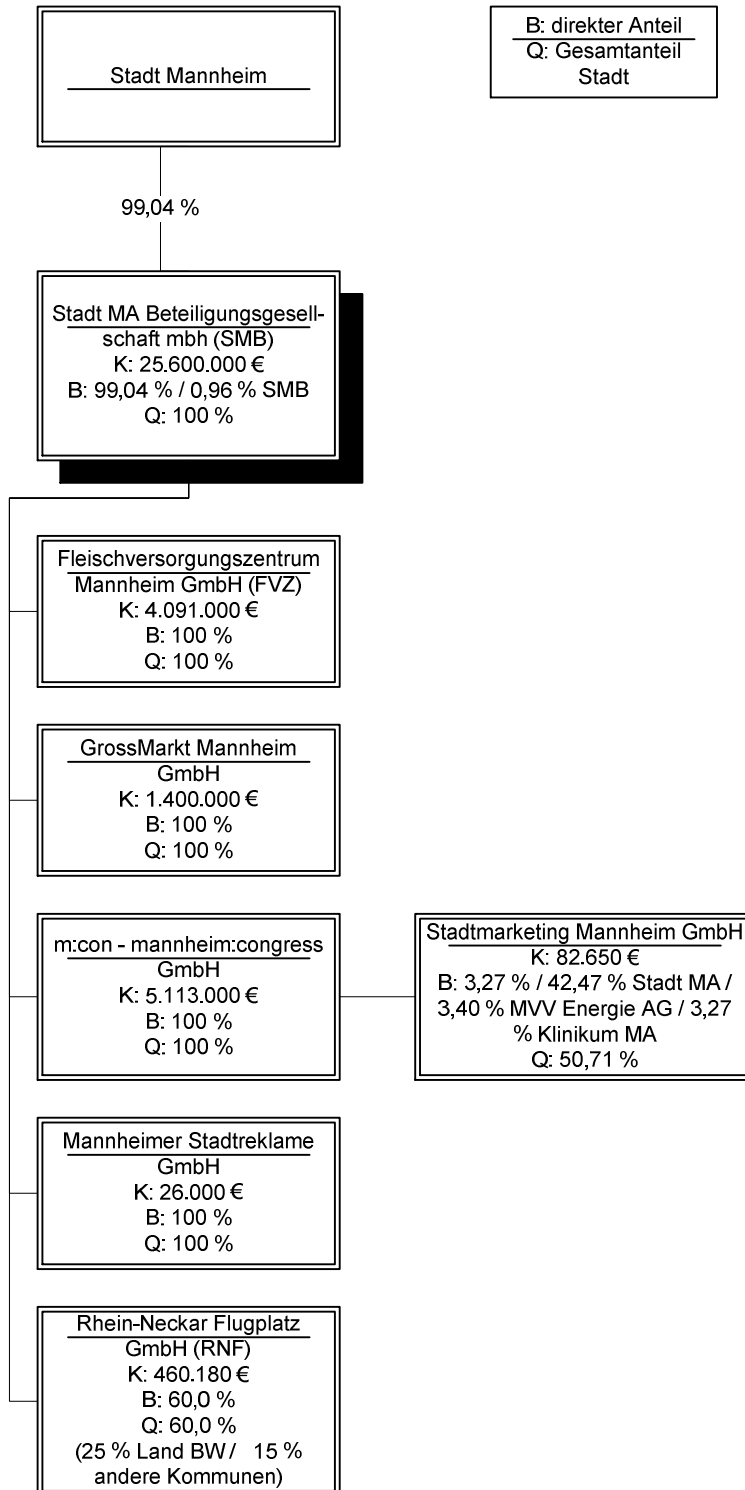 Stadt Mannheim
B: direkter Anteil
Q: Gesamtanteil
Stadt
99,04 %
Stadt MA Beteiligungsgesell-
schaft mbh (SMB)
K: 25.600.000 €
B: 99,04 % / 0,96 % SMB
Q: 100 %
Fleischversorgungszentrum
Mannheim GmbH (FVZ)
K: 4.091.000 €
B: 100 %
Q: 100 %
GrossMarkt Mannheim
GmbH
K: 1.400.000 €
B: 100 %
Q: 100 %
m:con - mannheim:congress
GmbH
K: 5.113.000 €
B: 100 %
Q: 100 %
Stadtmarketing Mannheim GmbH
K: 82.650 €
B: 3,27 % / 42,47 % Stadt MA /
3,40 % MVV Energie AG / 3,27
% Klinikum MA
Q: 50,71 %
Mannheimer Stadtreklame
GmbH
K: 26.000 €
B: 100 %
Q: 100 %
Rhein-Neckar Flugplatz
GmbH (RNF)
K: 460.180 €
B: 60,0 %
Q: 60,0 %
(25 % Land BW / 15 %
andere Kommunen)